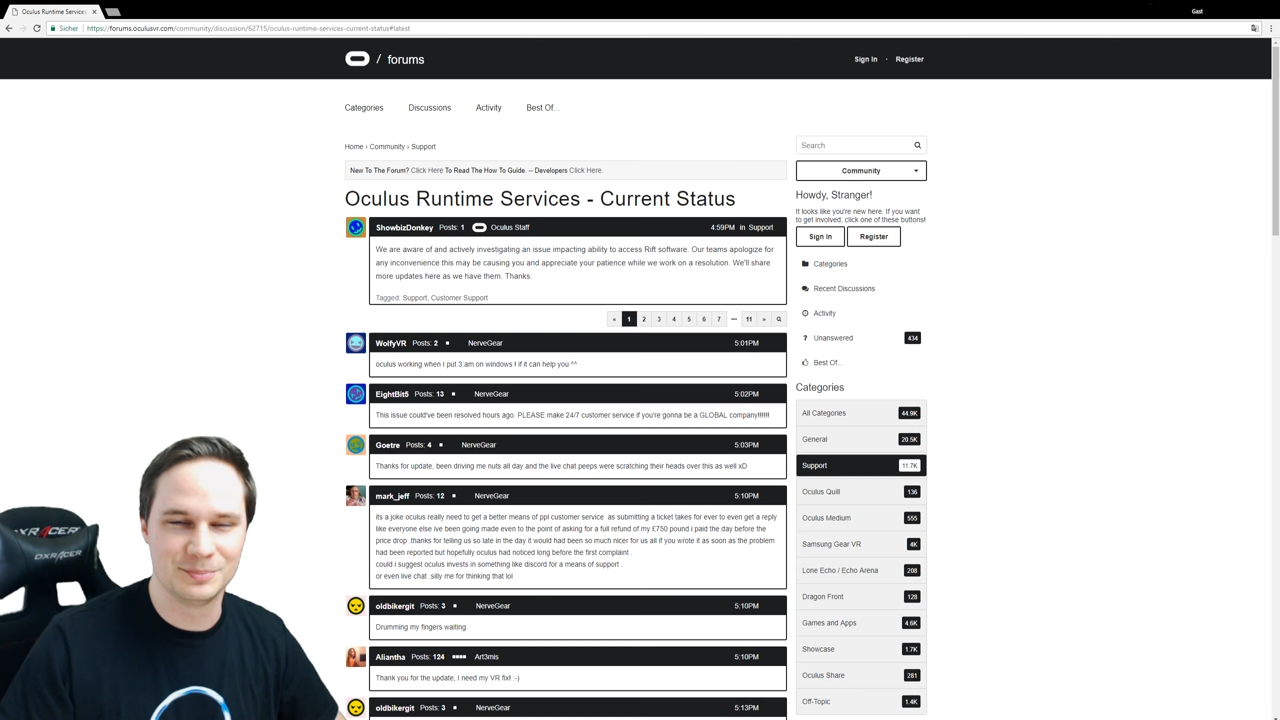 Oculus Runtime Services
Gast
Sicher
https://forums.oculusvr.com/community/discussion/62715/oculus-runtime-services-current-status#latest
/ forums
Sign In · Register
Categories Discussions Activity Best Of...
Home › Community › Support
New To The Forum? Click Here To Read The How To Guide. -- Developers Click Here.
Oculus Runtime Services - Current Status
ShowbizDonkey Posts: 1 Oculus Staff 4:59PM in Support
We are aware of and actively investigating an issue impacting ability to access Rift software. Our teams apologize for
any inconvenience this may be causing you and appreciate your patience while we work on a resolution. We'll share
more updates here as we have them. Thanks.
Tagged: Support, Customer Support
« 1 2 3 4 5 6 7 ... 11 »
WolfyVR Posts: 2 NerveGear 5:01PM
oculus working when I put 3:am on windows ! if it can help you ^^
EightBit5 Posts: 13 NerveGear 5:02PM
This issue could've been resolved hours ago. PLEASE make 24/7 customer service if you're gonna be a GLOBAL company!!!!!!!
Goetre Posts: 4 NerveGear 5:03PM
Thanks for update, been driving me nuts all day and the live chat peeps were scratching their heads over this as well xD
mark_jeff Posts: 12 NerveGear 5:10PM
its a joke oculus really need to get a better means of ppl customer service as submitting a ticket takes for ever to even get a reply
like everyone else ive been going made even to the point of asking for a full refund of my £750 pound i paid the day before the
price drop .thanks for telling us so late in the day it would had been so much nicer for us all if you wrote it as soon as the problem
had been reported but hopefully oculus had noticed long before the first complaint .
could i suggest oculus invests in something like discord for a means of support .
or even live chat .silly me for thinking that lol
oldbikergit Posts: 3 NerveGear 5:10PM
Drumming my fingers waiting.
Aliantha Posts: 124 Art3mis 5:10PM
Thank you for the update, I need my VR fix! :-)
oldbikergit Posts: 3 NerveGear 5:13PM
Search
Community
Howdy, Stranger!
It looks like you're new here. If you want
to get involved, click one of these buttons!
Sign In Register
Categories
Recent Discussions
Activity
? Unanswered 434
Best Of...
Categories
All Categories 44.9K
General 20.5K
Support 11.7K
Oculus Quill 136
Oculus Medium 555
Samsung Gear VR 4K
Lone Echo / Echo Arena 208
Dragon Front 128
Games and Apps 4.6K
Showcase 1.7K
Oculus Share 281
Off-Topic 1.4K
DXRACER
DXRACER